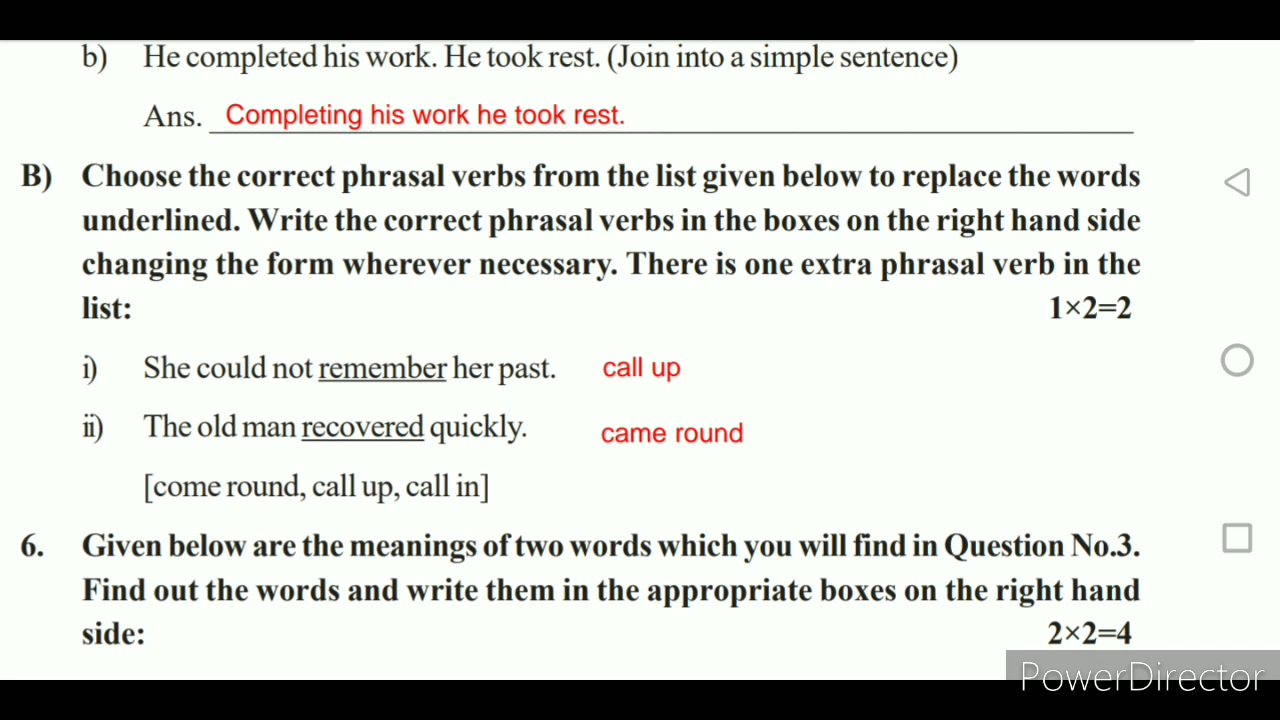 b) He completed his work. He took rest. (Join into a simple sentence)
Ans. Completing his work he took rest.
B) Choose the correct phrasal verbs from the list given below to replace the words
underlined. Write the correct phrasal verbs in the boxes on the right hand side
changing the form wherever necessary. There is one extra phrasal verb in the
list: 1×2=2
i) She could not remember her past. call up
ii) The old man recovered quickly. came round
[come round, call up, call in]
6. Given below are the meanings of two words which you will find in Question No.3.
Find out the words and write them in the appropriate boxes on the right hand
side: 2×2=4
PowerDirector